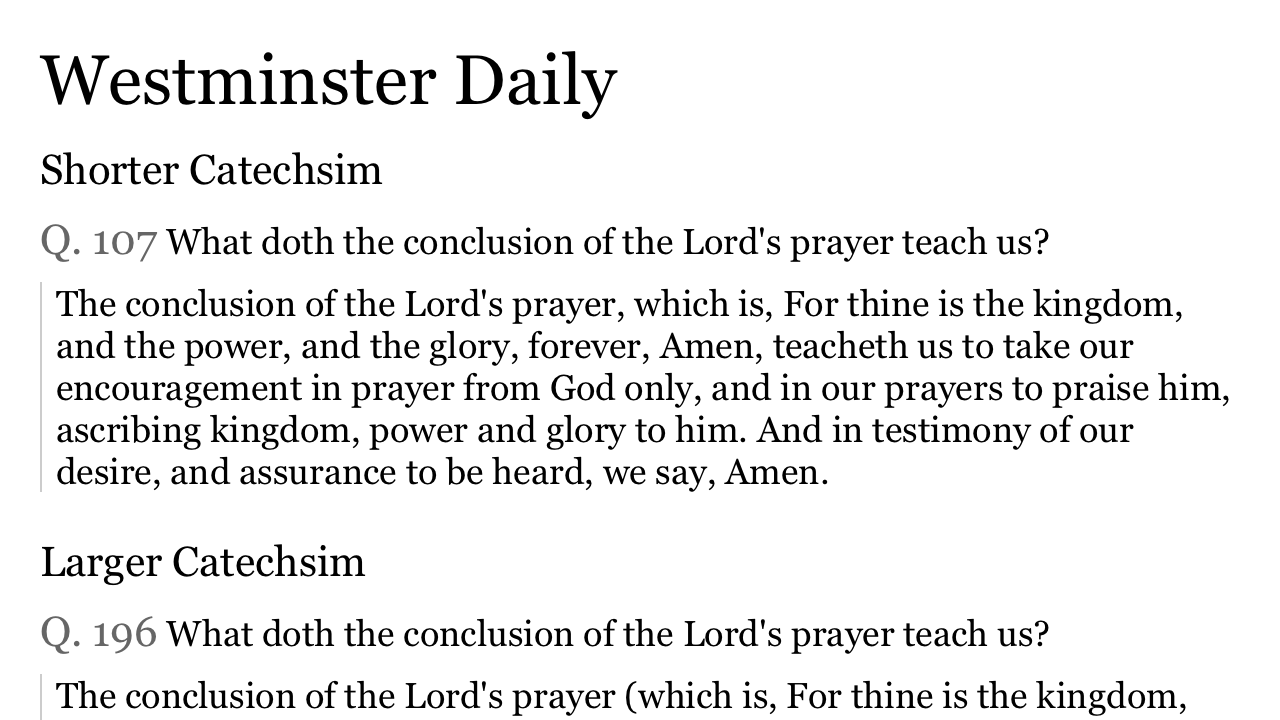 Westminster Daily
Shorter Catechsim
Q. 107 What doth the conclusion of the Lord's prayer teach us?
The conclusion of the Lord's prayer, which is, For thine is the kingdom,
and the power, and the glory, forever, Amen, teacheth us to take our
encouragement in prayer from God only, and in our prayers to praise him,
ascribing kingdom, power and glory to him. And in testimony of our
desire, and assurance to be heard, we say, Amen.
Larger Catechsim
Q. 196 What doth the conclusion of the Lord's prayer teach us?
The conclusion of the Lord's prayer (which is, For thine is the kingdom,